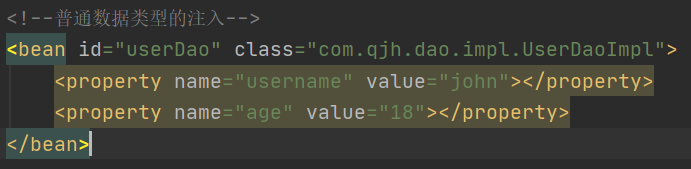 <!--普通数据类型的注入-->
<bean id="userDao" class="com.qjh.dao.impl.UserDaoImpl">
<property name="username" value="john"></property>
<property name="age" value="18"></property>
</bean>